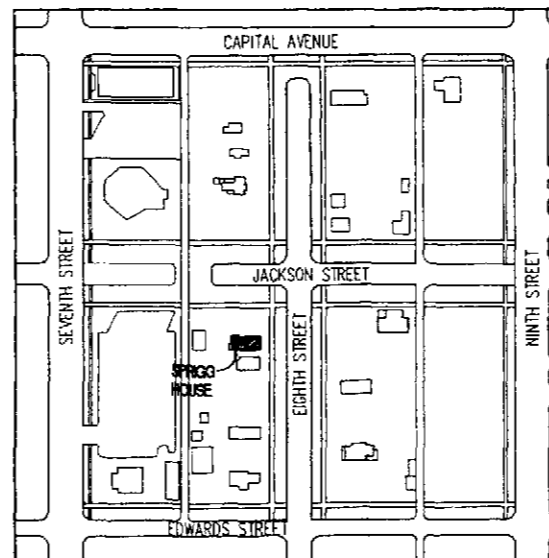 CAPITAL AVENUE
SEVENTH STREET
JACKSON STREET
NINTH STREET
EIGHTH STREET
SPRIGG
HOUSE
EDWARDS STREET